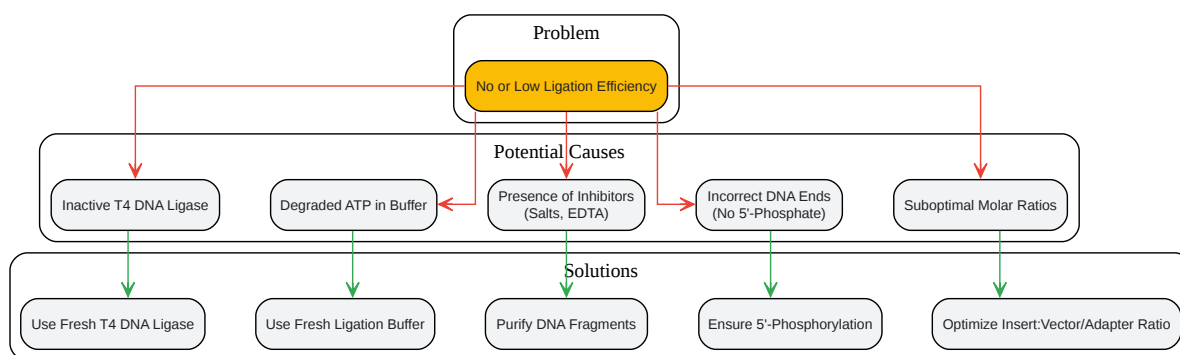 Problem
No or Low Ligation Efficiency
Potential Causes
Inactive T4 DNA Ligase
Degraded ATP in Buffer
Presence of Inhibitors
(Salts, EDTA)
Incorrect DNA Ends
(No 5'-Phosphate)
Suboptimal Molar Ratios
Solutions
Use Fresh T4 DNA Ligase
Use Fresh Ligation Buffer
Purify DNA Fragments
Ensure 5'-Phosphorylation
Optimize Insert:Vector/Adapter Ratio